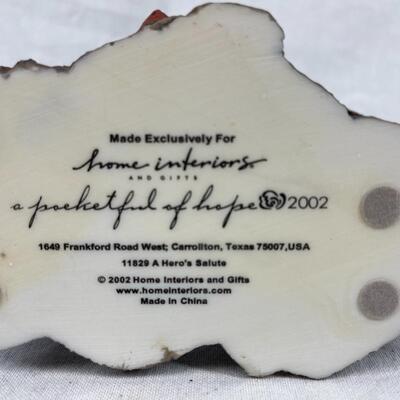 Made Exclusively For
home interiors
AND GIFTS
a pocketful of hope 2002
1649 Frankford Road West; Carrollton, Texas 75007,USA
11829 A Hero's Salute
© 2002 Home Interiors and Gifts
www.homeinteriors.com
Made in China